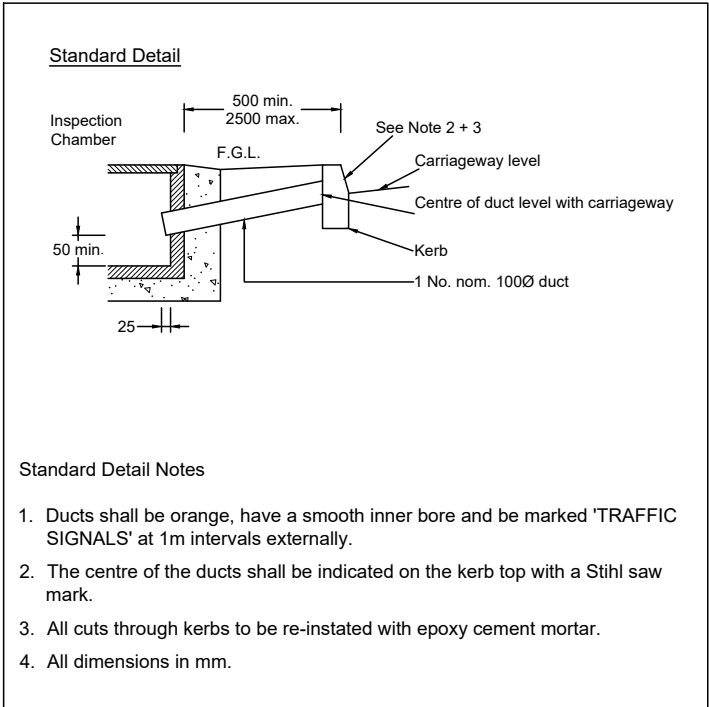 Standard Detail
Inspection
Chamber
500 min.
2500 max.
See Note 2 + 3
F.G.L.
Carriageway level
Centre of duct level with carriageway
50 min.
Kerb
1 No. nom. 100Ø duct
25
Standard Detail Notes
1. Ducts shall be orange, have a smooth inner bore and be marked 'TRAFFIC
SIGNALS' at 1m intervals externally.
2. The centre of the ducts shall be indicated on the kerb top with a Stihl saw
mark.
3. All cuts through kerbs to be re-instated with epoxy cement mortar.
4. All dimensions in mm.